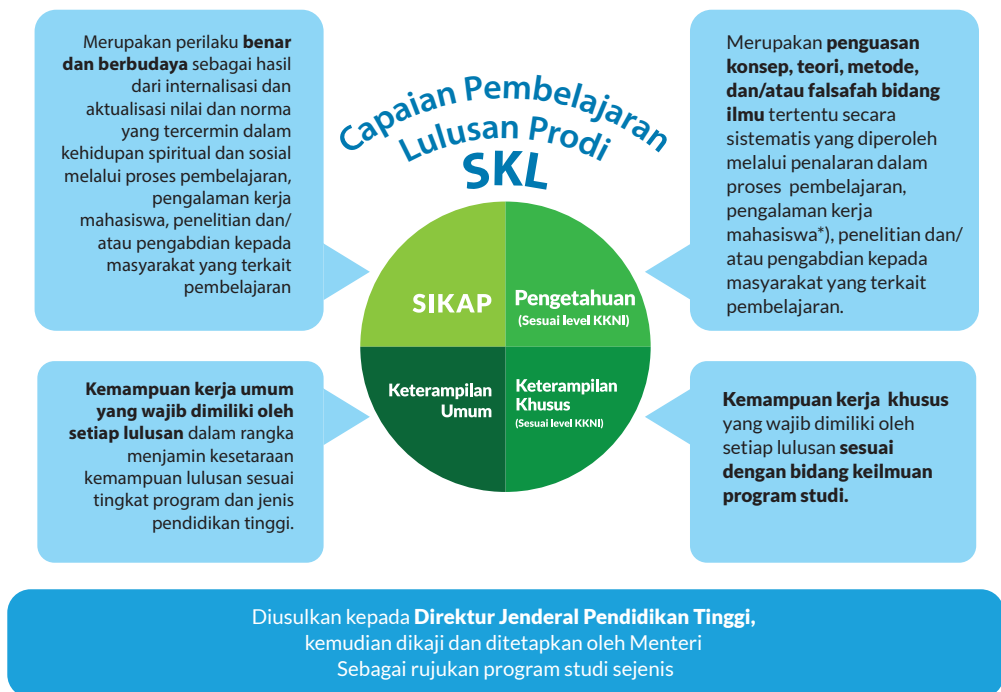 Merupakan perilaku benar
dan berbudaya sebagai hasil
dari internalisasi dan
aktualisasi nilai dan norma
yang tercermin dalam
kehidupan spiritual dan sosial
melalui proses pembelajaran,
pengalaman kerja
mahasiswa, penelitian dan/
atau pengabdian kepada
masyarakat yang terkait
pembelajaran
Capaian Pembelajaran
Lulusan Prodi
SKL
Merupakan penguasan
konsep, teori, metode,
dan/atau falsafah bidang
ilmu tertentu secara
sistematis yang diperoleh
melalui penalaran dalam
proses pembelajaran,
pengalaman kerja
mahasiswa*), penelitian dan/
atau pengabdian kepada
masyarakat yang terkait
pembelajaran.
SIKAP
Pengetahuan
(Sesuai level KKNI)
Keterampilan
Umum
Keterampilan
Khusus
(Sesuai level KKNI)
Kemampuan kerja umum
yang wajib dimiliki oleh
setiap lulusan dalam rangka
menjamin kesetaraan
kemampuan lulusan sesuai
tingkat program dan jenis
pendidikan tinggi.
Kemampuan kerja khusus
yang wajib dimiliki oleh
setiap lulusan sesuai
dengan bidang keilmuan
program studi.
Diusulkan kepada Direktur Jenderal Pendidikan Tinggi,
kemudian dikaji dan ditetapkan oleh Menteri
Sebagai rujukan program studi sejenis